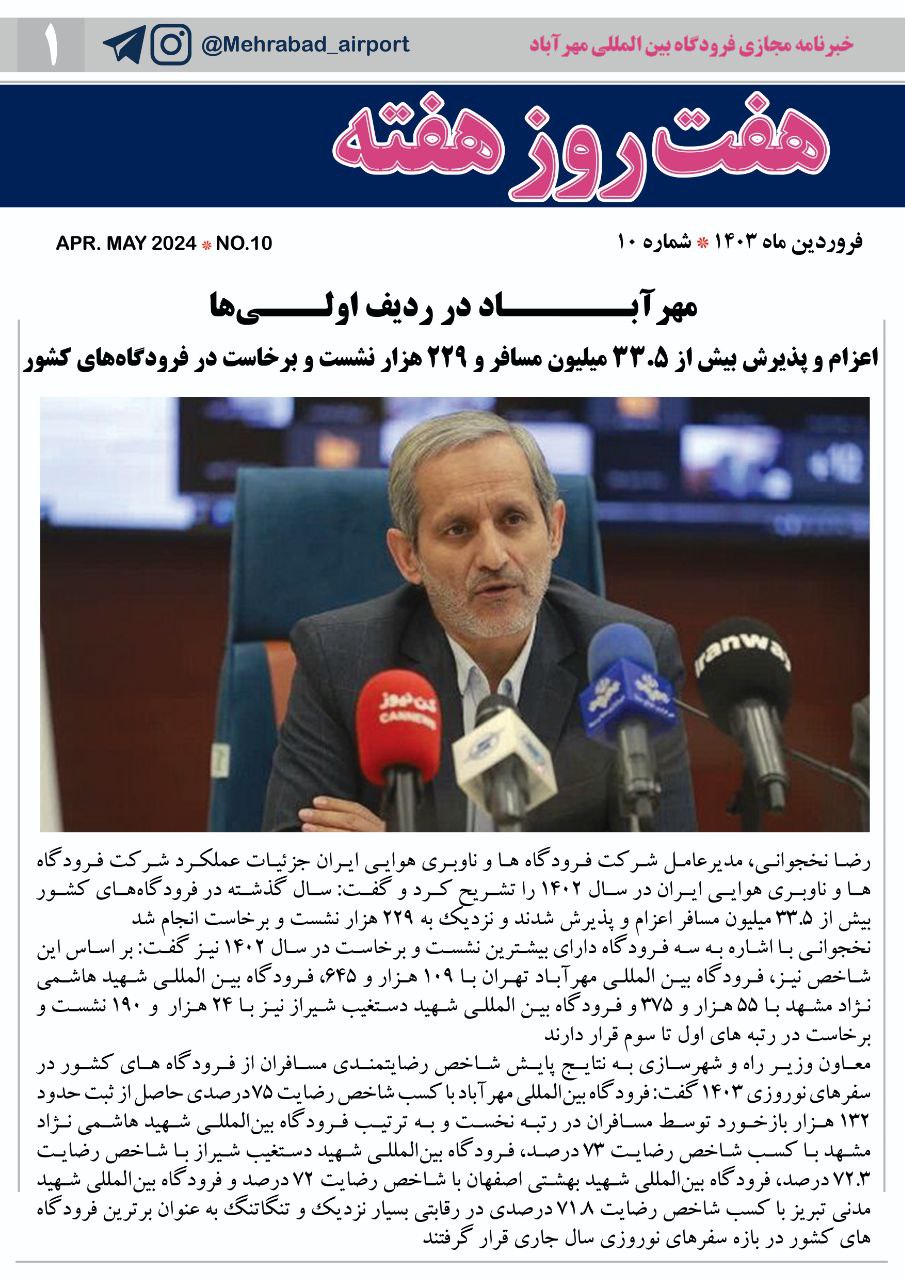 خبرنامه مجازی فرودگاه بین المللی مهرآباد
@Mehrabad_airport
۱
هفت روز هفته
فروردین ماه ۱۴۰۳ * شماره ۱۰
APR. MAY 2024 * NO.10
مهرآبـــــاد در ردیف اولـــی‌ها
اعزام و پذیرش بیش از ۳۳.۵ میلیون مسافر و ۲۲۹ هزار نشست و برخاست در فرودگاه‌های کشور
کن نیوز
CANNEWS
iranway
رضا نخجوانی، مدیرعامل شرکت فرودگاه ها و ناوبری هوایی ایران جزئیات عملکرد شرکت فرودگاه
ها و ناوبری هوایی ایران در سال ۱۴۰۲ را تشریح کرد و گفت: سال گذشته در فرودگاه‌های کشور
بیش از ۳۳.۵ میلیون مسافر اعزام و پذیرش شدند و نزدیک به ۲۲۹ هزار نشست و برخاست انجام شد
نخجوانی با اشاره به سه فرودگاه دارای بیشترین نشست و برخاست در سال ۱۴۰۲ نیز گفت: بر اساس این
شاخص نیز، فرودگاه بین المللی مهرآباد تهران با ۱۰۹ هزار و ۶۴۵، فرودگاه بین المللی شهید هاشمی
نژاد مشهد با ۵۵ هزار و ۳۷۵ و فرودگاه بین المللی شهید دستغیب شیراز نیز با ۲۴ هزار و ۱۹۰ نشست و
برخاست در رتبه های اول تا سوم قرار دارند
معاون وزیر راه و شهرسازی به نتایج پایش شاخص رضایتمندی مسافران از فرودگاه های کشور در
سفرهای نوروزی ۱۴۰۳ گفت: فرودگاه بین‌المللی مهرآباد با کسب شاخص رضایت ۷۵درصدی حاصل از ثبت حدود
۱۳۲ هزار بازخورد توسط مسافران در رتبه نخست و به ترتیب فرودگاه بین‌المللی شهید هاشمی نژاد
مشهد با کسب شاخص رضایت ۷۳ درصد، فرودگاه بین‌المللی شهید دستغیب شیراز با شاخص رضایت
۷۲.۳ درصد، فرودگاه بین‌المللی شهید بهشتی اصفهان با شاخص رضایت ۷۲ درصد و فرودگاه بین‌المللی شهید
مدنی تبریز با کسب شاخص رضایت ۷۱.۸ درصدی در رقابتی بسیار نزدیک و تنگاتنگ به عنوان برترین فرودگاه
های کشور در بازه سفرهای نوروزی سال جاری قرار گرفتند